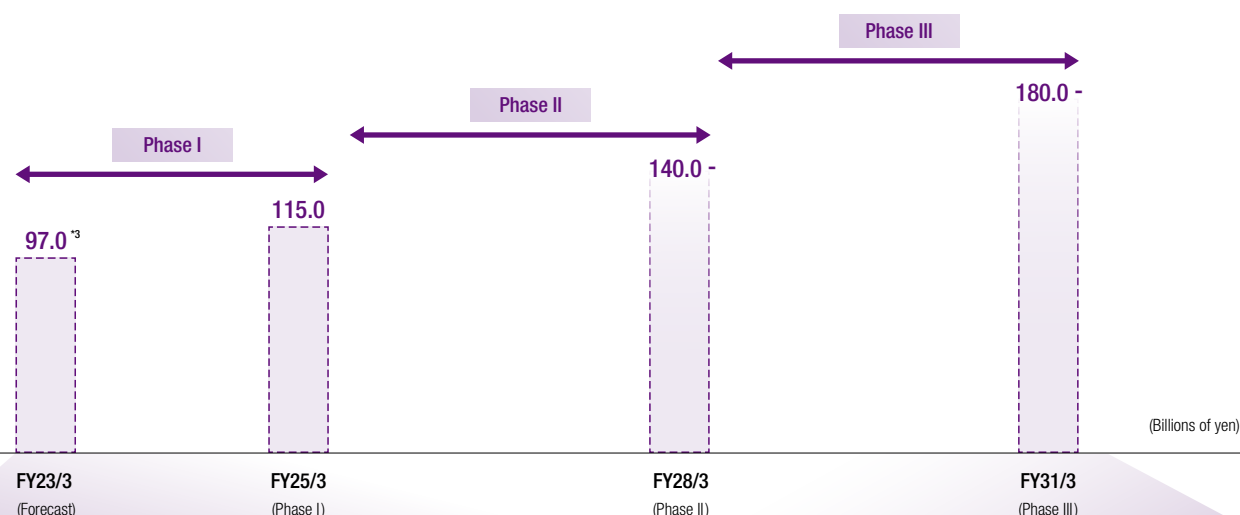 Phase III
180.0 -
Phase II
140.0 -
Phase I
115.0
97.0 *3
(Billions of yen)
FY23/3
(Forecast)
FY25/3
(Phase I)
FY28/3
(Phase II)
FY31/3
(Phase III)